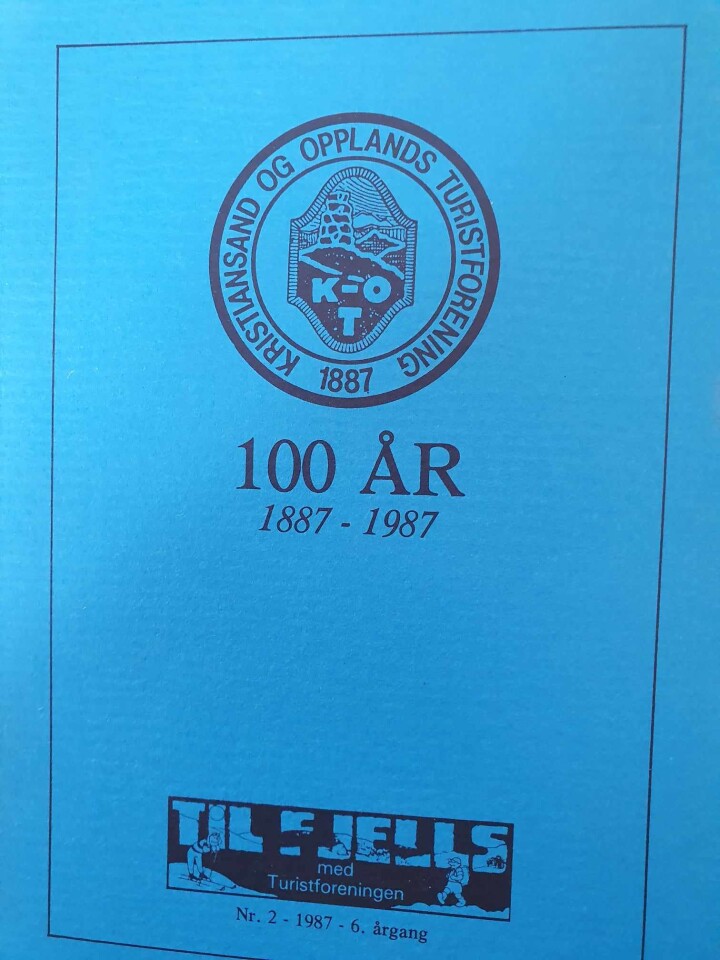 KRISTIANSAND OG OPPLANDS TURISTFORENING
K=O
T
1887
100 ÅR
1887 - 1987
TIL FJELLS
med
Turistforeningen
Nr. 2 - 1987 - 6. årgang